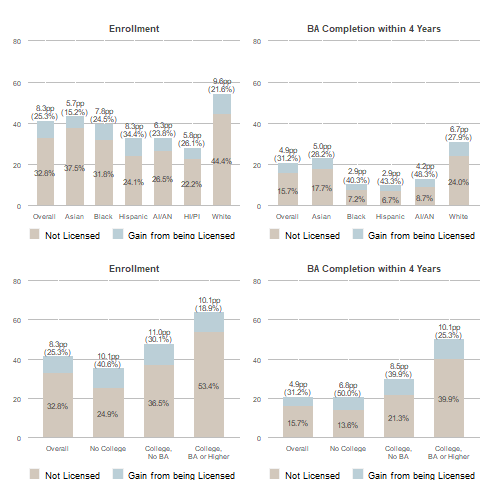 Enrollment
80
60
40
20
0
8.3pp
(25.3%)
5.7pp
(15.2%)
7.8pp
(24.5%)
8.3pp
(34.4%)
6.3pp
(23.8%)
5.8pp
(26.1%)
9.6pp
(21.6%)
32.8%
37.5%
31.8%
24.1%
26.5%
22.2%
44.4%
Overall Asian Black Hispanic AI/AN HI/PI White
Not Licensed Gain from being Licensed
BA Completion within 4 Years
80
60
40
20
0
4.9pp
(31.2%)
5.0pp
(28.2%)
2.9pp
(40.3%)
2.9pp
(43.3%)
4.2pp
(48.3%)
6.7pp
(27.9%)
15.7%
17.7%
7.2%
6.7%
8.7%
24.0%
Overall Asian Black Hispanic AI/AN White
Not Licensed Gain from being Licensed
Enrollment
80
60
40
20
0
8.3pp
(25.3%)
10.1pp
(40.6%)
11.0pp
(30.1%)
10.1pp
(18.9%)
32.8%
24.9%
36.5%
53.4%
Overall No College College, No BA College, BA or Higher
Not Licensed Gain from being Licensed
BA Completion within 4 Years
80
60
40
20
0
4.9pp
(31.2%)
6.8pp
(50.0%)
8.5pp
(39.9%)
10.1pp
(25.3%)
15.7%
13.6%
21.3%
39.9%
Overall No College College, No BA College, BA or Higher
Not Licensed Gain from being Licensed